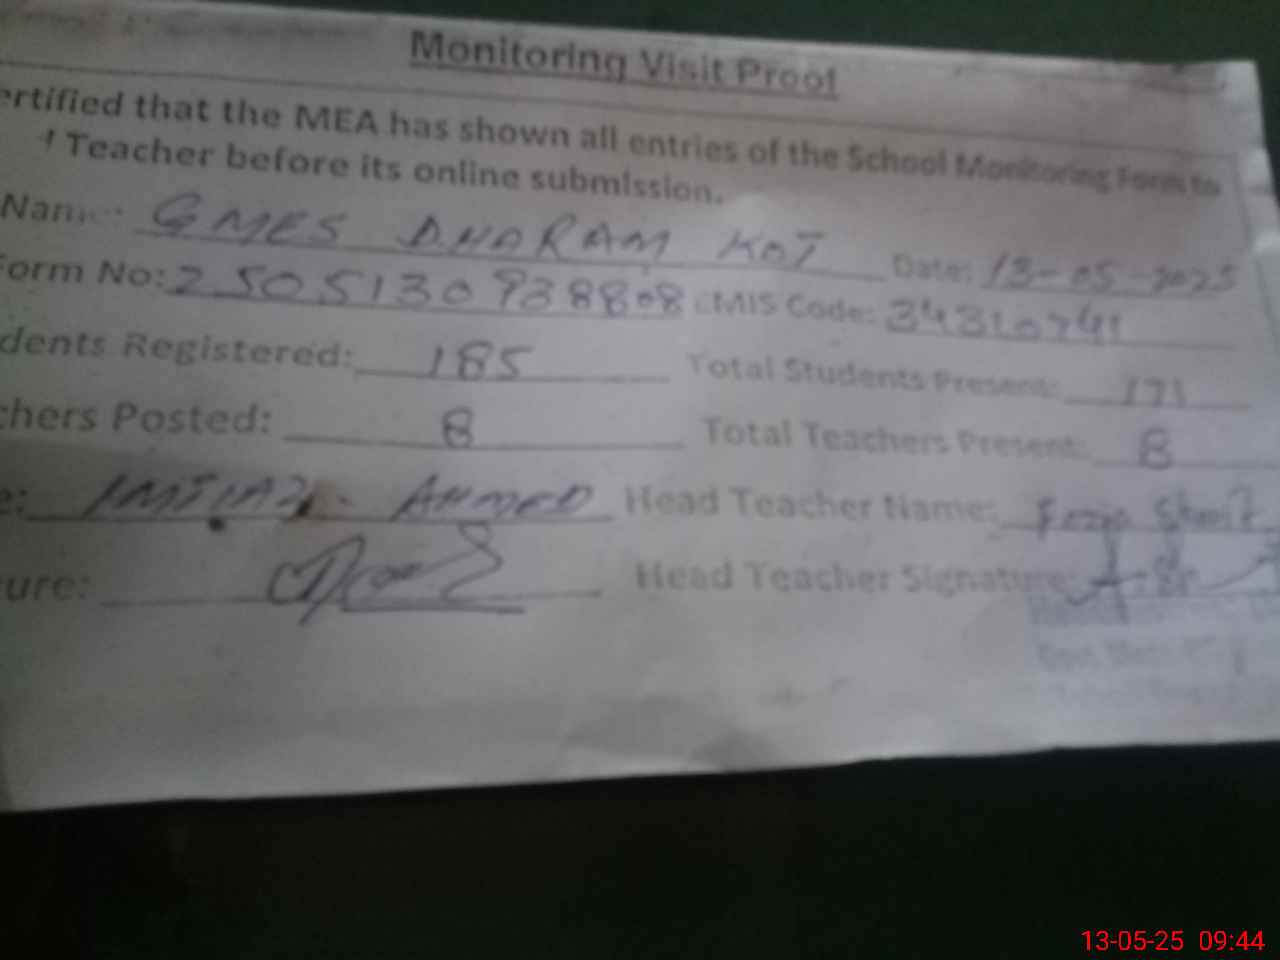 Monitoring Visit Proof
ertified that the MEA has shown all entries of the School Monitoring Form to
Teacher before its online submission.
Name: GMES DHARAM KOT Date: 13-05-2025
Form No: 2505130938808 EMIS Code: 34310741
dents Registered: 185 Total Students Present: 171
chers Posted: 8 Total Teachers Present: 8
e: IMTIAZ AHMED Head Teacher Name:
ure: Head Teacher Signature:
13-05-25 09:44